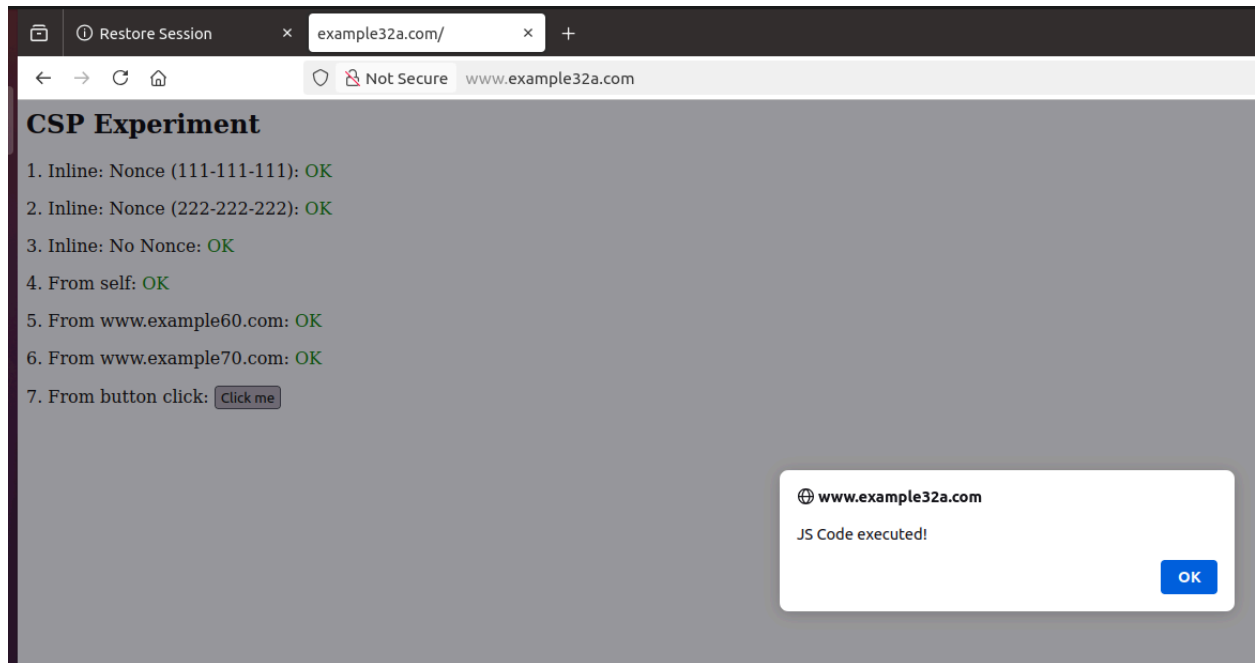 Restore Session
example32a.com/
Not Secure www.example32a.com
CSP Experiment
1. Inline: Nonce (111-111-111): OK
2. Inline: Nonce (222-222-222): OK
3. Inline: No Nonce: OK
4. From self: OK
5. From www.example60.com: OK
6. From www.example70.com: OK
7. From button click: Click me
www.example32a.com
JS Code executed!
OK